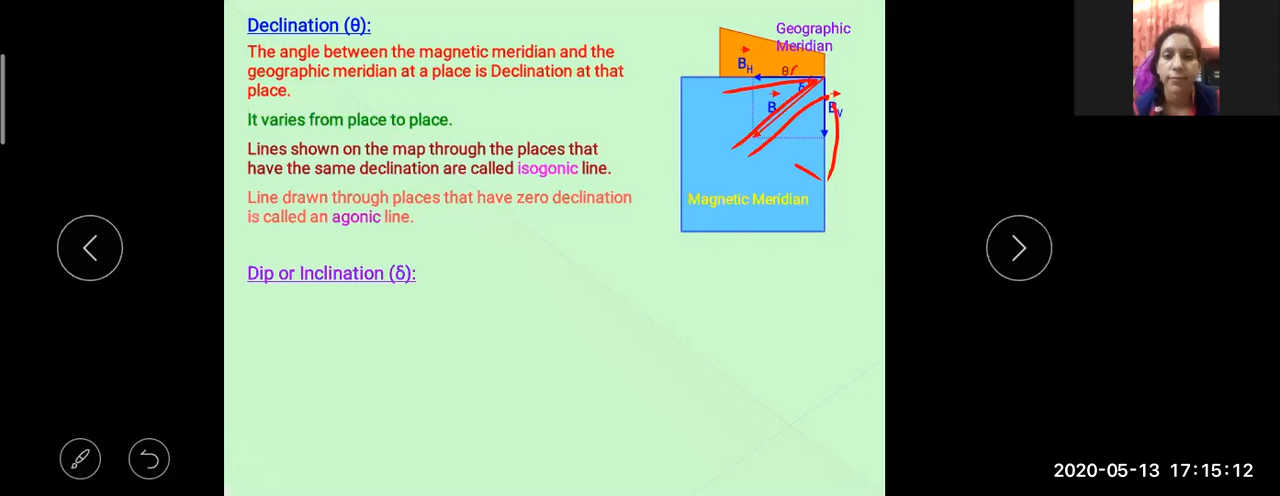 Declination (θ):
The angle between the magnetic meridian and the
geographic meridian at a place is Declination at that
place.
It varies from place to place.
Lines shown on the map through the places that
have the same declination are called isogonic line.
Line drawn through places that have zero declination
is called an agonic line.
Dip or Inclination (δ):
Geographic
Meridian
B_H
θ
δ
B
B_V
Magnetic Meridian
2020-05-13 17:15:12